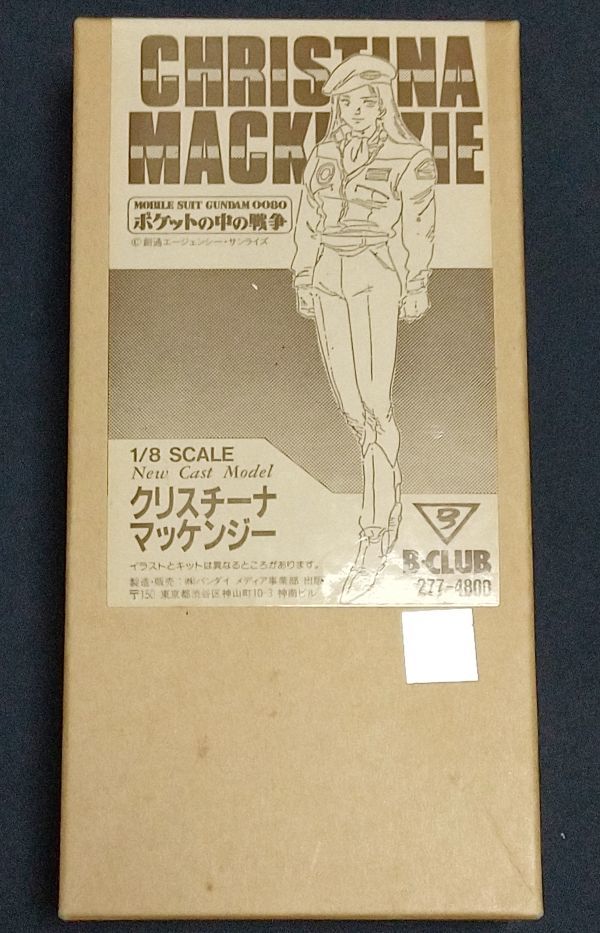 CHRISTINA
MACKENZIE
MOBILE SUIT GUNDAM 0080
ポケットの中の戦争
© 創通エージェンシー・サンライズ
1/8 SCALE
New Cast Model
クリスチーナ
マッケンジー
イラストとキットは異なるところがあります。
製造・販売：㈱バンダイ メディア事業部 出版
〒150 東京都渋谷区神山町10-3 神南ビル
B
B-CLUB
277-4800